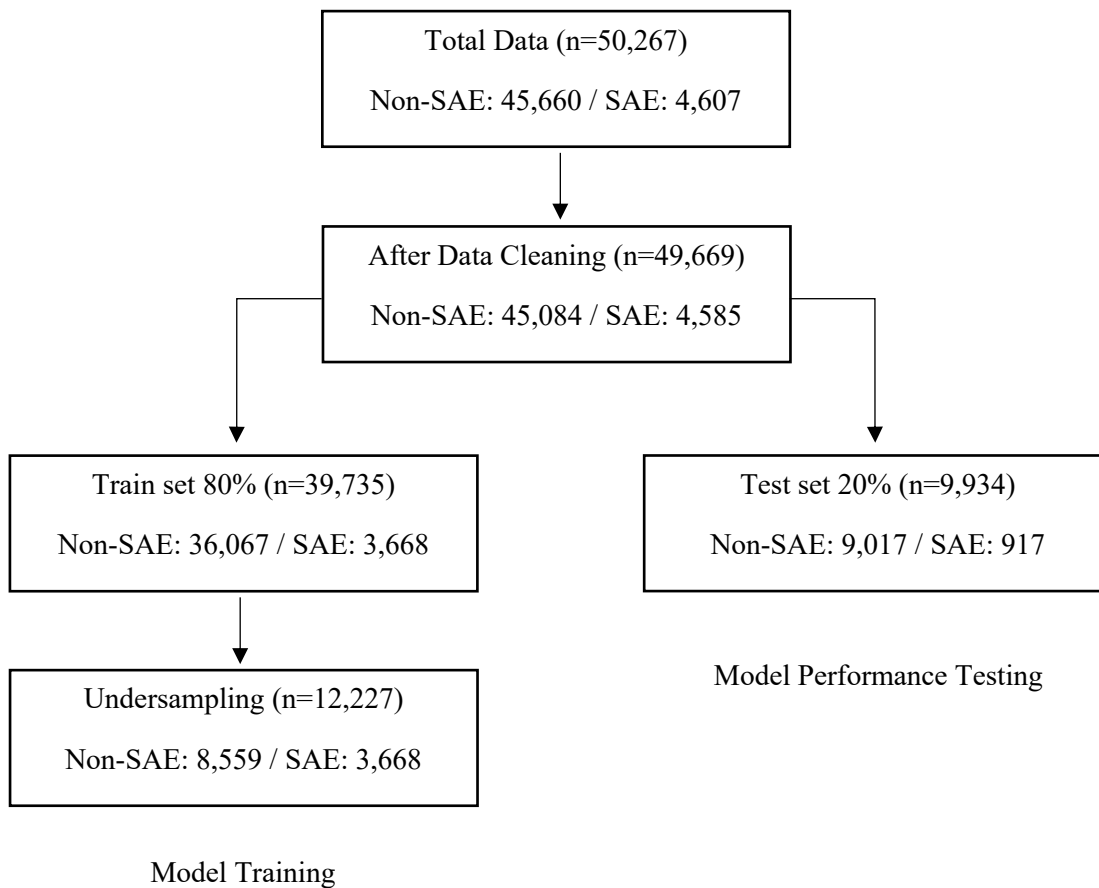 Total Data (n=50,267)
Non-SAE: 45,660 / SAE: 4,607
After Data Cleaning (n=49,669)
Non-SAE: 45,084 / SAE: 4,585
Train set 80% (n=39,735)
Non-SAE: 36,067 / SAE: 3,668
Test set 20% (n=9,934)
Non-SAE: 9,017 / SAE: 917
Undersampling (n=12,227)
Non-SAE: 8,559 / SAE: 3,668
Model Performance Testing
Model Training